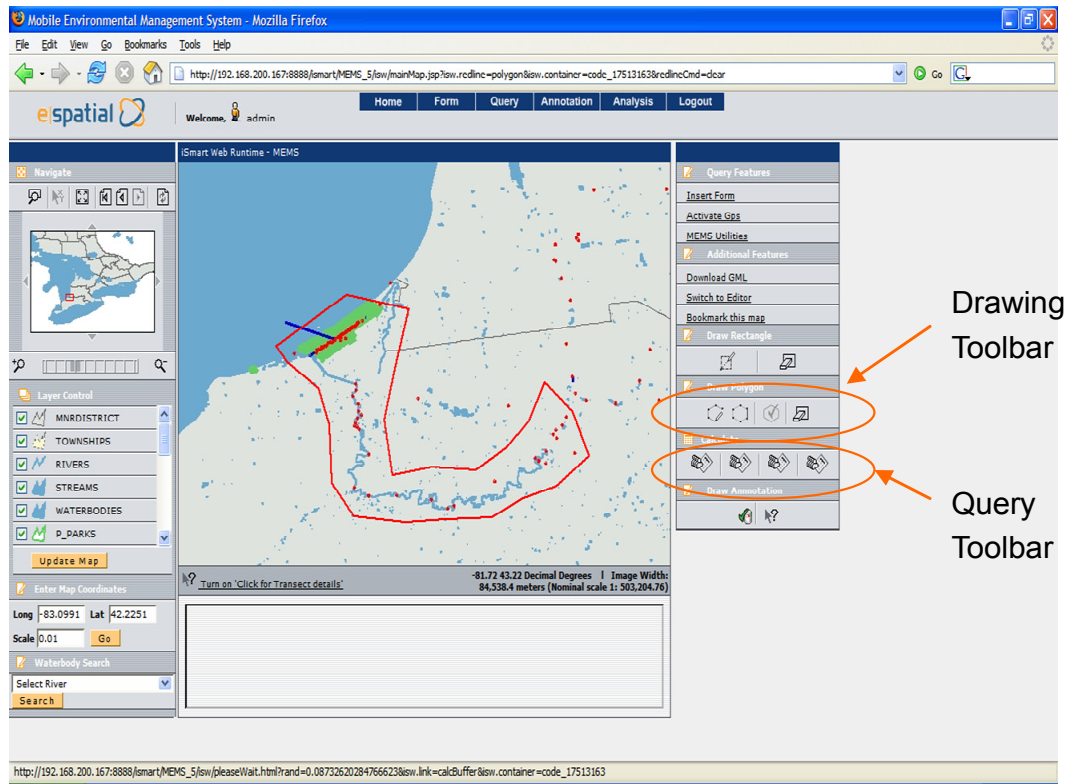 Mobile Environmental Management System - Mozilla Firefox
File Edit View Go Bookmarks Tools Help
http://192.168.200.167:8888/ismart/MEMS_5/isw/mainMap.jsp?isw.redline=polygon&isw.container=code_17513163&redlineCmd=clear
Go
e|spatial
Welcome, admin
Home Form Query Annotation Analysis Logout
iSmart Web Runtime - MEMS
Navigate
Layer Control
MNRDISTRICT
TOWNSHIPS
RIVERS
STREAMS
WATERBODIES
P_PARKS
Update Map
Enter Map Coordinates
Long -83.0991 Lat 42.2251
Scale 0.01 Go
Waterbody Search
Select River
Search
Turn on 'Click for Transect details'
-81.72 43.22 Decimal Degrees | Image Width:
84,538.4 meters (Nominal scale 1: 503,204.76)
Query Features
Insert Form
Activate Gps
MEMS Utilities
Additional Features
Download GML
Switch to Editor
Bookmark this map
Draw Rectangle
Draw Polygon
Calculate
Draw Annnotation
Drawing
Toolbar
Query
Toolbar
http://192.168.200.167:8888/ismart/MEMS_5/isw/pleaseWait.html?rand=0.08732620284766623&isw.link=calcBuffer&isw.container=code_17513163